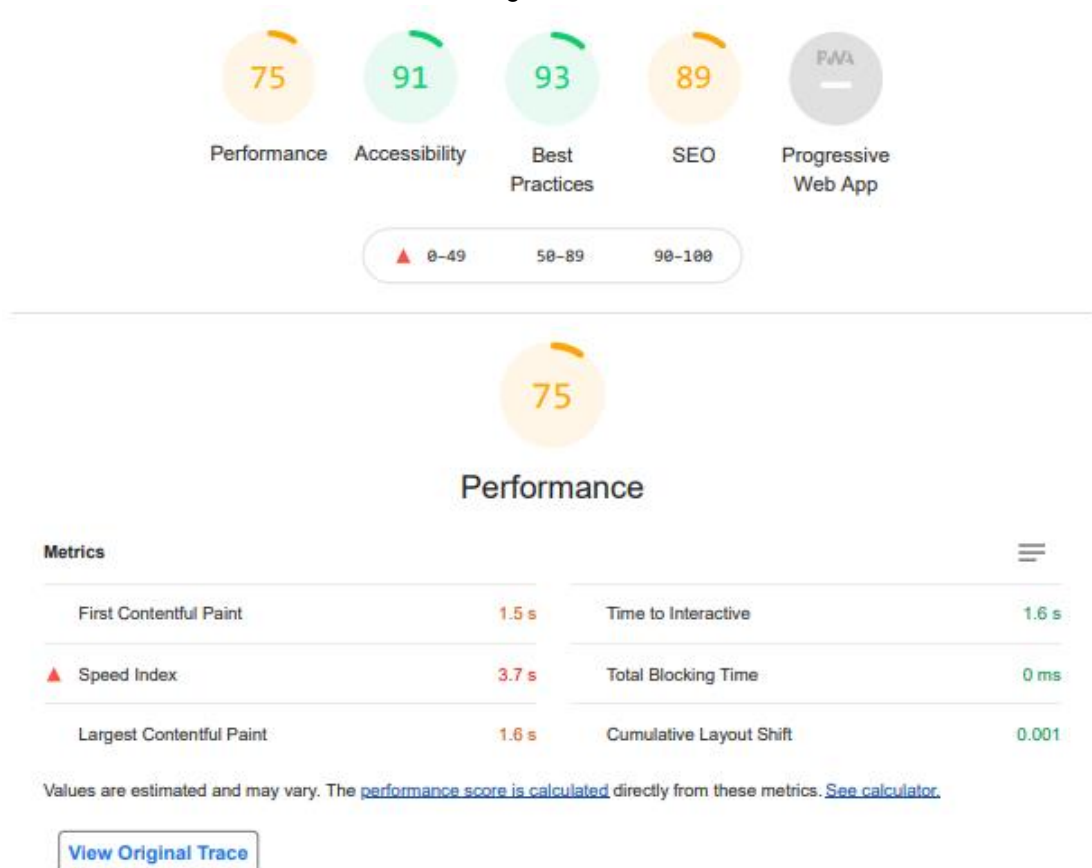 75
91
93
89
PWA
Performance
Accessibility
Best
Practices
SEO
Progressive
Web App
0–49
50–89
90–100
75
Performance
Metrics
First Contentful Paint 1.5 s
Time to Interactive 1.6 s
Speed Index 3.7 s
Total Blocking Time 0 ms
Largest Contentful Paint 1.6 s
Cumulative Layout Shift 0.001
Values are estimated and may vary. The performance score is calculated directly from these metrics. See calculator.
View Original Trace